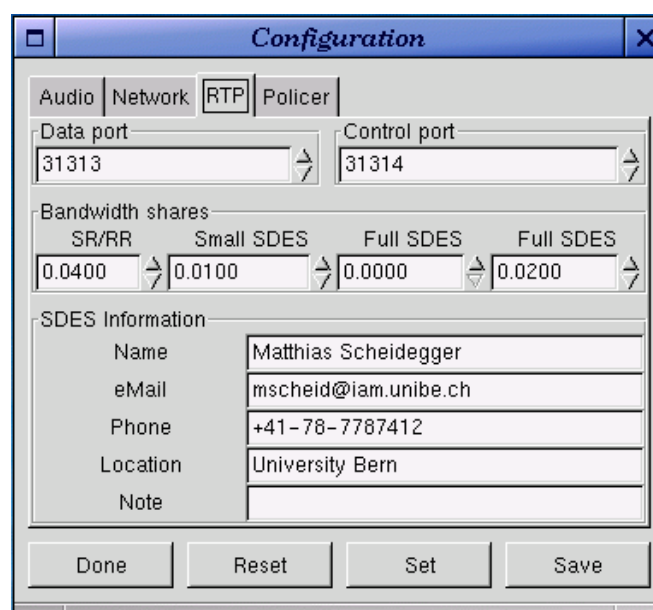 Configuration
Audio Network RTP Policer
Data port Control port
31313 31314
Bandwidth shares
SR/RR Small SDES Full SDES Full SDES
0.0400 0.0100 0.0000 0.0200
SDES Information
Name Matthias Scheidegger
eMail mscheid@iam.unibe.ch
Phone +41-78-7787412
Location University Bern
Note
Done Reset Set Save